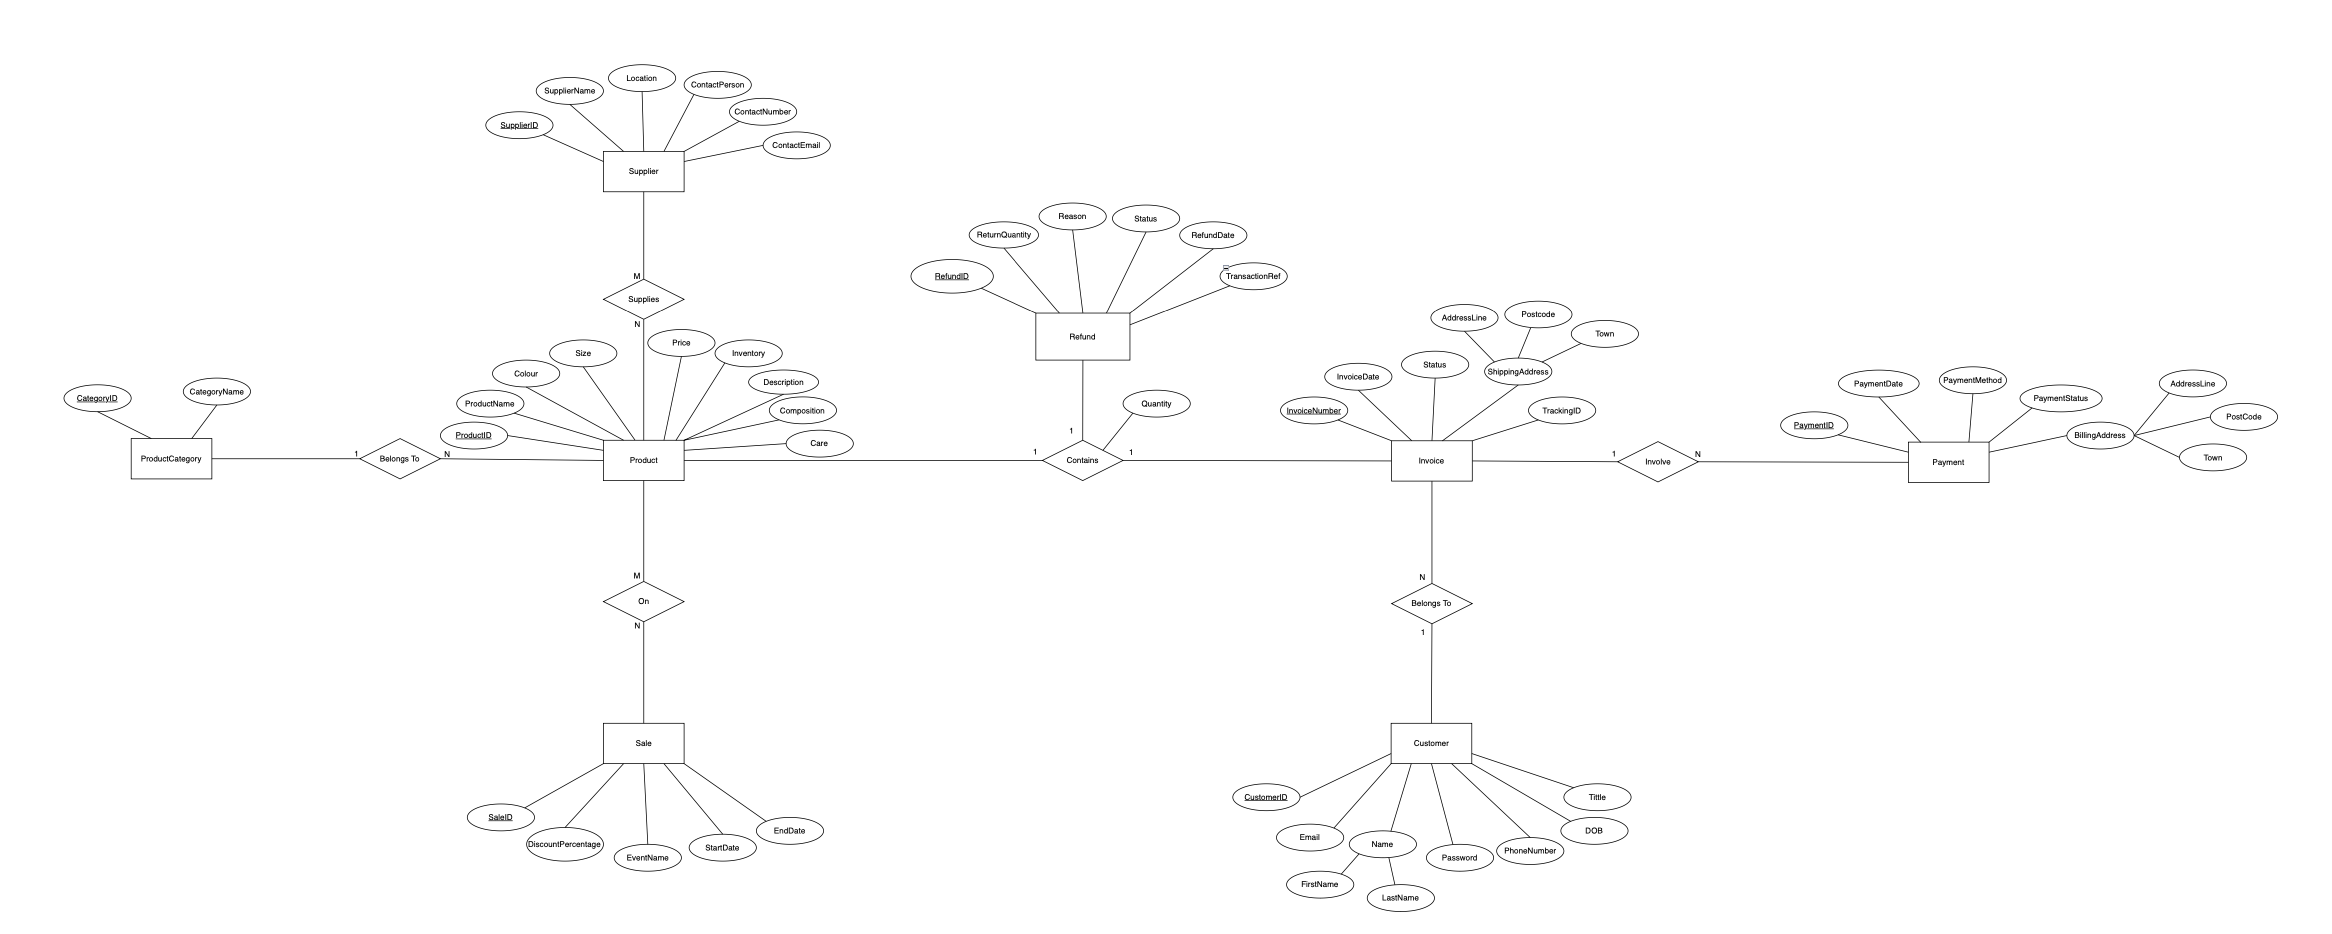 Location
ContactPerson
SupplierName
ContactNumber
SupplierID
ContactEmail
Supplier
M
Supplies
N
Reason
Status
ReturnQuantity
RefundDate
RefundID
TransactionRef
Refund
1
Price
Size
Inventory
Colour
Description
ProductName
Composition
ProductID
Care
Product
CategoryID
CategoryName
ProductCategory
1
Belongs To
N
1
Contains
1
Quantity
AddressLine
Postcode
Town
ShippingAddress
Status
InvoiceDate
InvoiceNumber
TrackingID
Invoice
1
Involve
N
PaymentDate
PaymentMethod
PaymentStatus
PaymentID
BillingAddress
AddressLine
PostCode
Town
Payment
M
On
N
Sale
SaleID
DiscountPercentage
EventName
StartDate
EndDate
N
Belongs To
1
Customer
CustomerID
Email
Name
FirstName
LastName
Password
PhoneNumber
DOB
Tittle